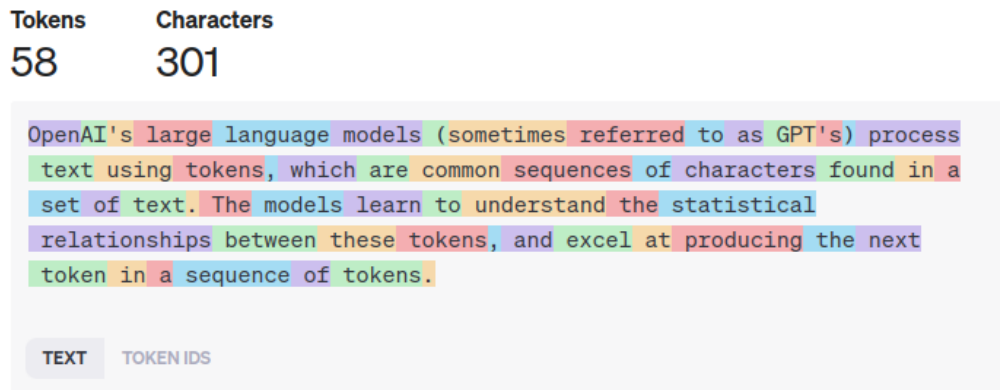 Tokens Characters
58 301
OpenAI's large language models (sometimes referred to as GPT's) process
text using tokens, which are common sequences of characters found in a
set of text. The models learn to understand the statistical
relationships between these tokens, and excel at producing the next
token in a sequence of tokens.
TEXT TOKEN IDS